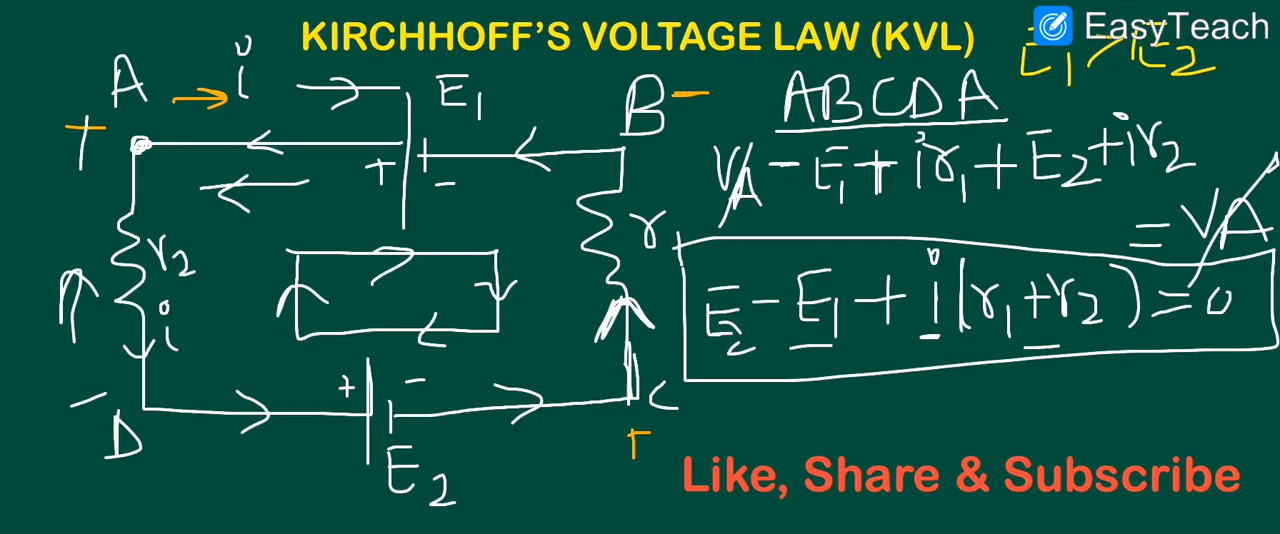 KIRCHHOFF'S VOLTAGE LAW (KVL)
EasyTeach
E₁ > E₂
A → i E₁ B −
+ + −
ABCDA
VA − E₁ + ir₁ + E₂ + ir₂
= VA
r₂ r
i
E₂ − E₁ + i(r₁ + r₂) = 0
− + − C
D E₂
Like, Share & Subscribe